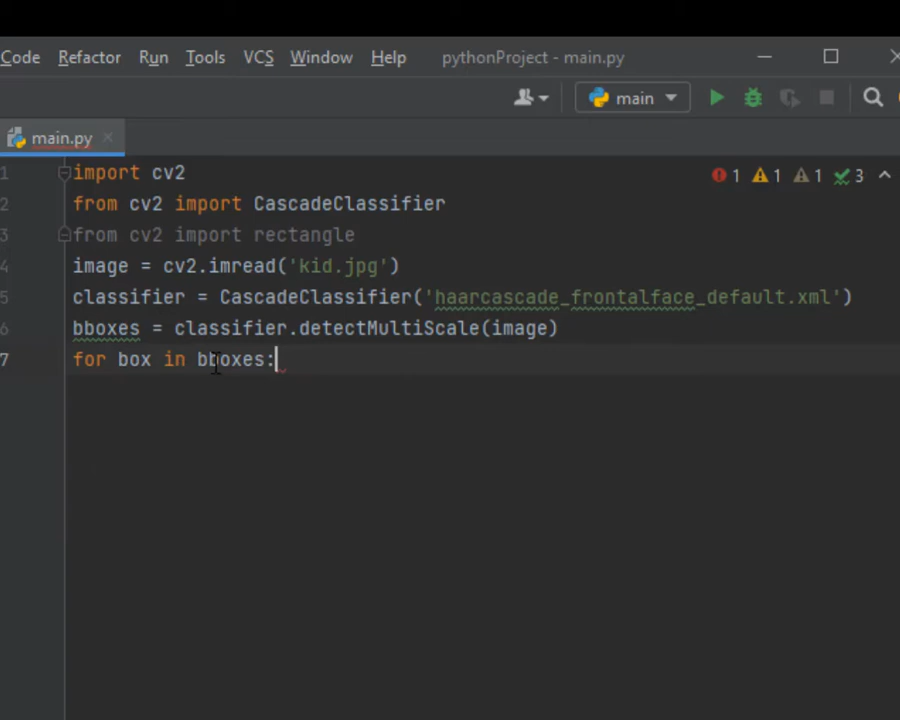 Code Refactor Run Tools VCS Window Help pythonProject - main.py
main
main.py
1 import cv2 1 1 1 3
2 from cv2 import CascadeClassifier
3 from cv2 import rectangle
4 image = cv2.imread('kid.jpg')
5 classifier = CascadeClassifier('haarcascade_frontalface_default.xml')
6 bboxes = classifier.detectMultiScale(image)
7 for box in bboxes: